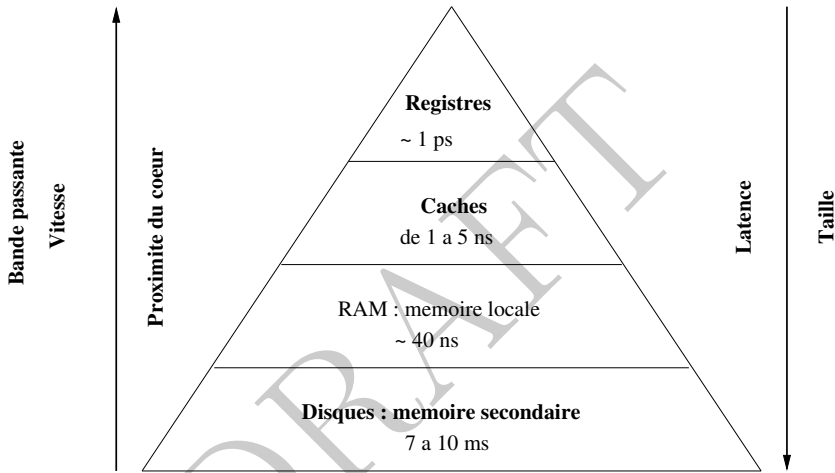 Bande passante
Vitesse
Proximite du coeur
Registres
~ 1 ps
Caches
de 1 a 5 ns
RAM : memoire locale
~ 40 ns
Disques : memoire secondaire
7 a 10 ms
Latence
Taille
DRAFT